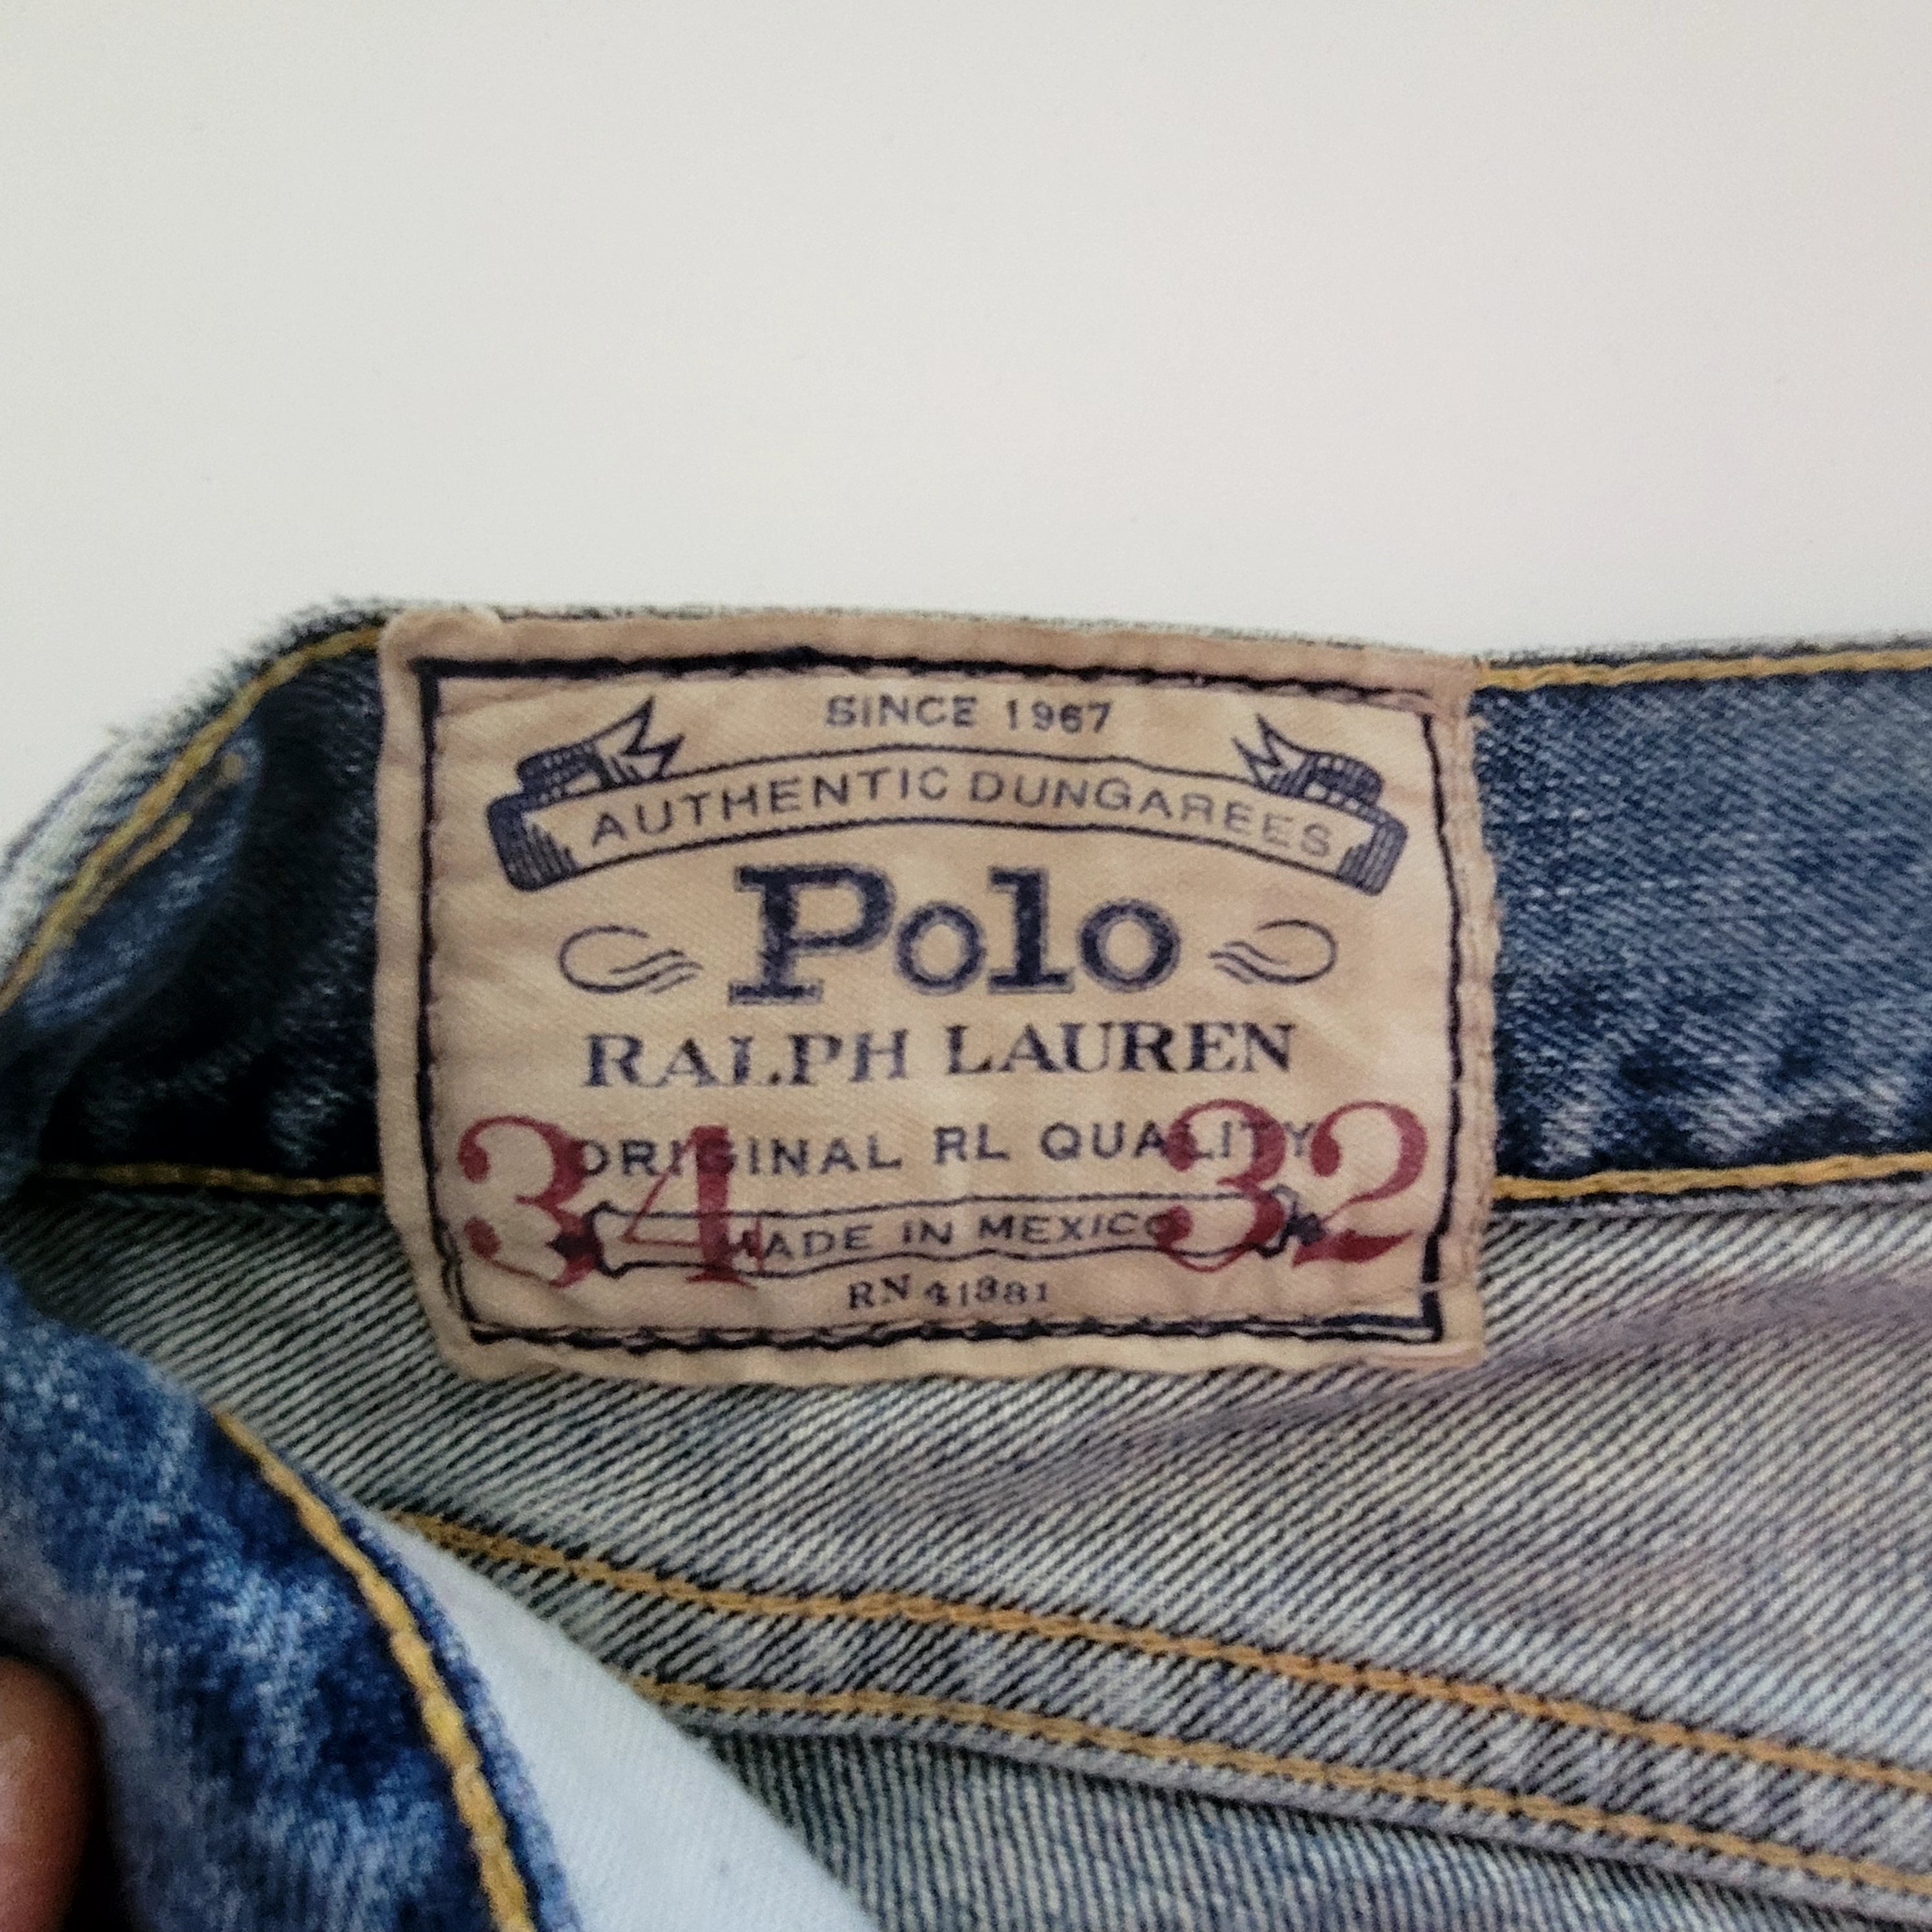 SINCE 1967
AUTHENTIC DUNGAREES
Polo
RALPH LAUREN
ORIGINAL RL QUALITY
34 32
MADE IN MEXICO
RN 41381